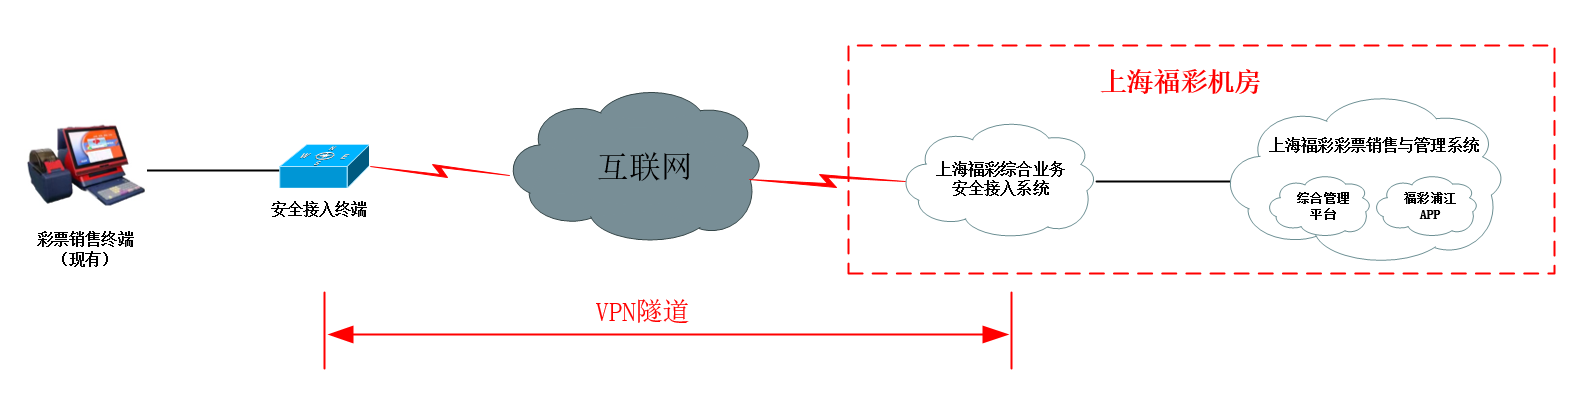 上海福彩机房
互联网
上海福彩综合业务
安全接入系统
上海福彩彩票销售与管理系统
综合管理
平台
福彩浦江
APP
安全接入终端
彩票销售终端
（现有）
VPN隧道